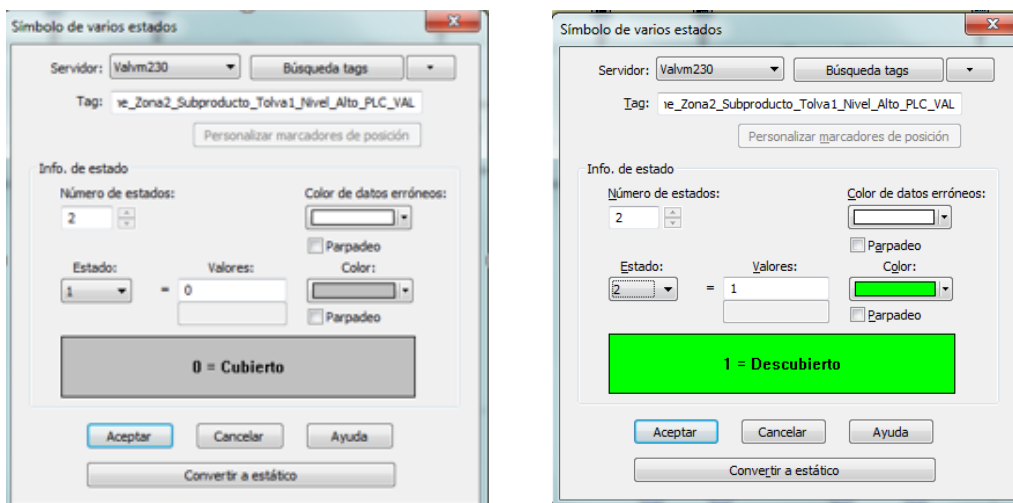 Símbolo de varios estados
Servidor: Valvm230 Búsqueda tags
Tag: ne_Zona2_Subproducto_Tolva1_Nivel_Alto_PLC_VAL
Personalizar marcadores de posición
Info. de estado
Número de estados: Color de datos erróneos:
2
Parpadeo
Estado: Valores: Color:
1 = 0
Parpadeo
0 = Cubierto
Aceptar Cancelar Ayuda
Convertir a estático
Símbolo de varios estados
Servidor: Valvm230 Búsqueda tags
Tag: ne_Zona2_Subproducto_Tolva1_Nivel_Alto_PLC_VAL
Personalizar marcadores de posición
Info. de estado
Número de estados: Color de datos erróneos:
2
Parpadeo
Estado: Valores: Color:
2 = 1
Parpadeo
1 = Descubierto
Aceptar Cancelar Ayuda
Convertir a estático